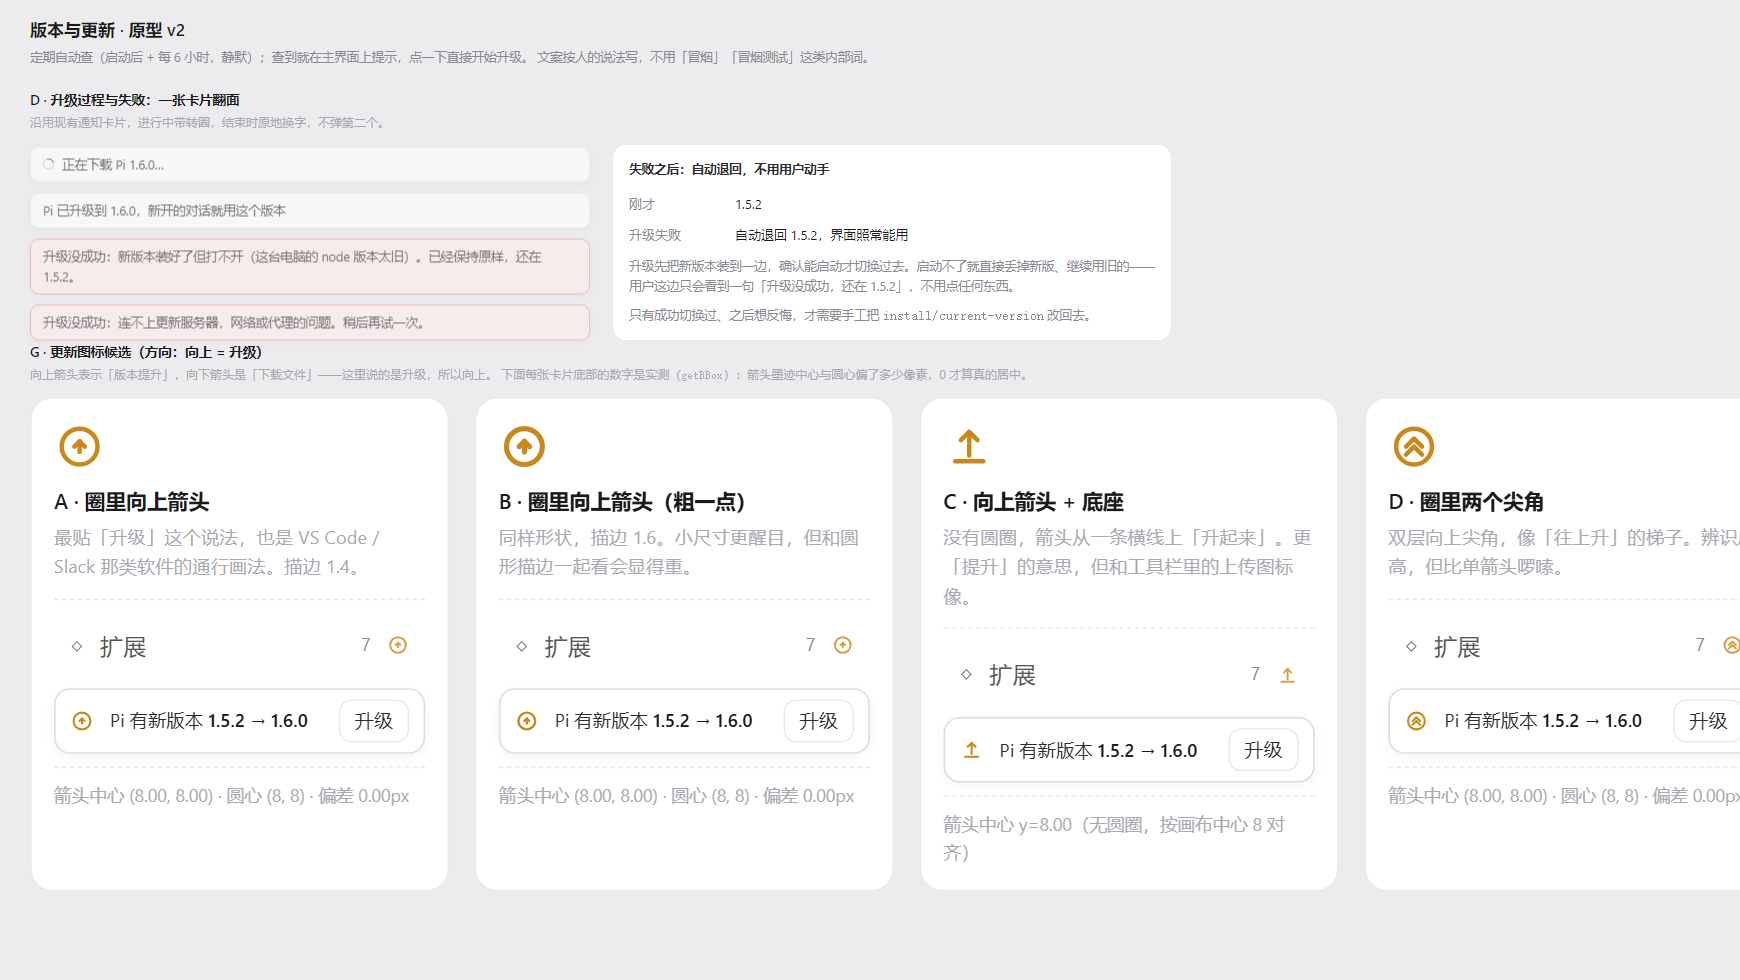 版本与更新 · 原型 v2
定期自动查（启动后 + 每 6 小时，静默）；查到就在主界面上提示，点一下直接开始升级。 文案按人的说法写，不用「冒烟」「冒烟测试」这类内部词。
D · 升级过程与失败：一张卡片翻面
沿用现有通知卡片，进行中带转圈，结束时原地换字，不弹第二个。
正在下载 Pi 1.6.0...
Pi 已升级到 1.6.0，新开的对话就用这个版本
升级没成功：新版本装好了但打不开（这台电脑的 node 版本太旧）。已经保持原样，还在
1.5.2。
升级没成功：连不上更新服务器，网络或代理的问题。稍后再试一次。
失败之后：自动退回，不用用户动手
刚才 1.5.2
升级失败 自动退回 1.5.2，界面照常能用
升级先把新版本装到一边，确认能启动才切换过去。启动不了就直接丢掉新版、继续用旧的——
用户这边只会看到一句「升级没成功，还在 1.5.2」，不用点任何东西。
只有成功切换过、之后想反悔，才需要手工把 install/current-version 改回去。
G · 更新图标候选（方向：向上 = 升级）
向上箭头表示「版本提升」，向下箭头是「下载文件」——这里说的是升级，所以向上。 下面每张卡片底部的数字是实测（getBBox）：箭头墨迹中心与圆心偏了多少像素，0 才算真的居中。
A · 圈里向上箭头
最贴「升级」这个说法，也是 VS Code /
Slack 那类软件的通行画法。描边 1.4。
◇ 扩展 7
Pi 有新版本 1.5.2 → 1.6.0 升级
箭头中心 (8.00, 8.00) · 圆心 (8, 8) · 偏差 0.00px
B · 圈里向上箭头（粗一点）
同样形状，描边 1.6。小尺寸更醒目，但和圆
形描边一起看会显得重。
◇ 扩展 7
Pi 有新版本 1.5.2 → 1.6.0 升级
箭头中心 (8.00, 8.00) · 圆心 (8, 8) · 偏差 0.00px
C · 向上箭头 + 底座
没有圆圈，箭头从一条横线上「升起来」。更
「提升」的意思，但和工具栏里的上传图标
像。
◇ 扩展 7
Pi 有新版本 1.5.2 → 1.6.0 升级
箭头中心 y=8.00（无圆圈，按画布中心 8 对
齐）
D · 圈里两个尖角
双层向上尖角，像「往上升」的梯子。辨识
高，但比单箭头啰嗦。
◇ 扩展 7
Pi 有新版本 1.5.2 → 1.6.0 升级
箭头中心 (8.00, 8.00) · 圆心 (8, 8) · 偏差 0.00px